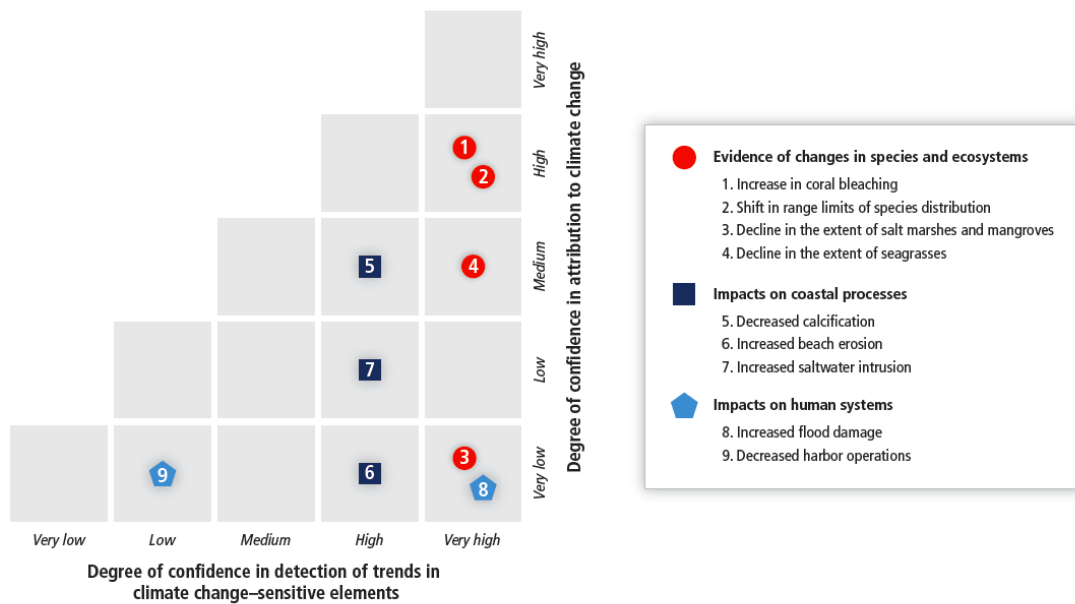 Very high
High
Medium
Low
Very low
Degree of confidence in attribution to climate change
1
2
5
4
7
3
9
6
8
Very low
Low
Medium
High
Very high
Degree of confidence in detection of trends in
climate change–sensitive elements
Evidence of changes in species and ecosystems
1. Increase in coral bleaching
2. Shift in range limits of species distribution
3. Decline in the extent of salt marshes and mangroves
4. Decline in the extent of seagrasses
Impacts on coastal processes
5. Decreased calcification
6. Increased beach erosion
7. Increased saltwater intrusion
Impacts on human systems
8. Increased flood damage
9. Decreased harbor operations